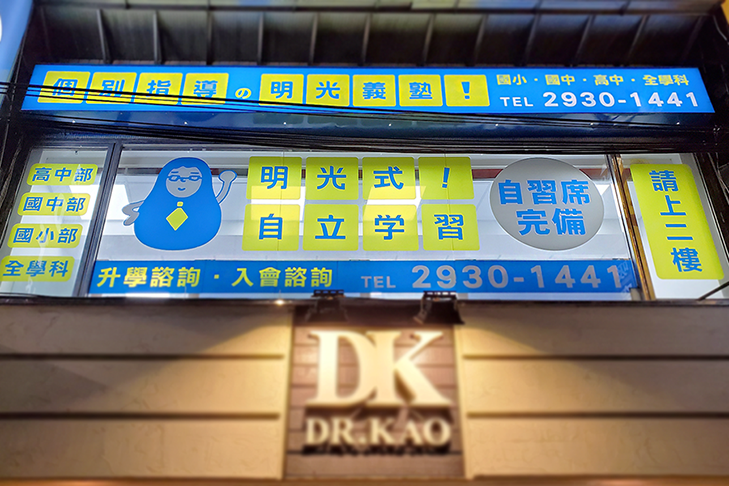 個別指導の明光義塾!
國小·國中·高中·全學科
TEL 2930-1441
高中部
國中部
國小部
全學科
明光式!
自立学習
自習席
完備
請上二樓
升學諮詢·入會諮詢 TEL 2930-1441
DK
DR.KAO